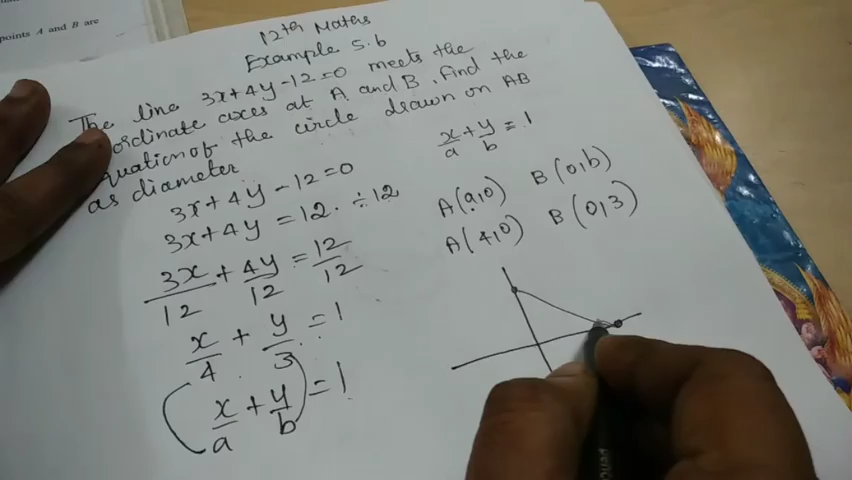 points A and B are
12th Maths
Example 5.6
The line 3x+4y-12=0 meets the
ordinate axes at A and B. Find the
quation of the circle drawn on AB
as diameter
3x+4y-12=0
3x+4y=12. ÷12
3x/12 + 4y/12 = 12/12
x/4 + y/3 = 1
x/a + y/b = 1
x/a + y/b = 1
A(a,0) B(0,b)
A(4,0) B(0,3)